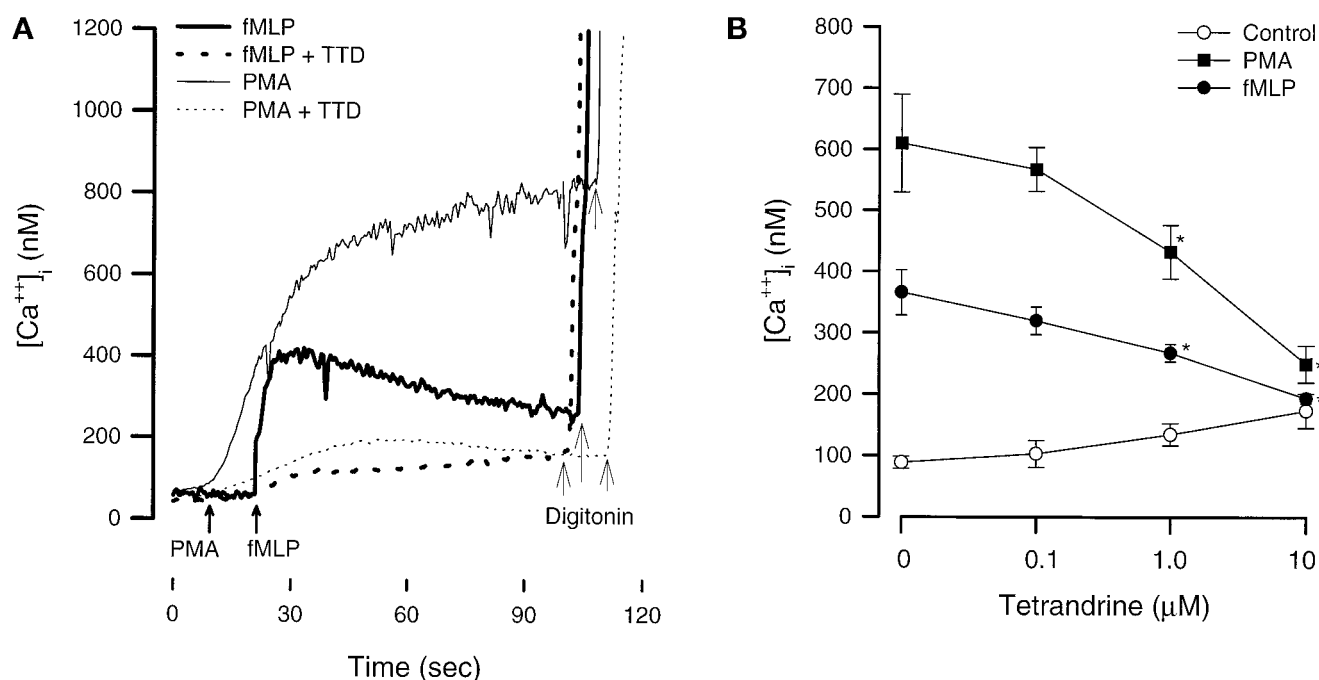 A
fMLP
fMLP + TTD
PMA
PMA + TTD
1200
1000
800
600
400
200
0
[Ca++]i (nM)
PMA
fMLP
Digitonin
0
30
60
90
120
Time (sec)
B
Control
PMA
fMLP
800
700
600
500
400
300
200
100
0
[Ca++]i (nM)
*
*
*
*
0
0.1
1.0
10
Tetrandrine (μM)